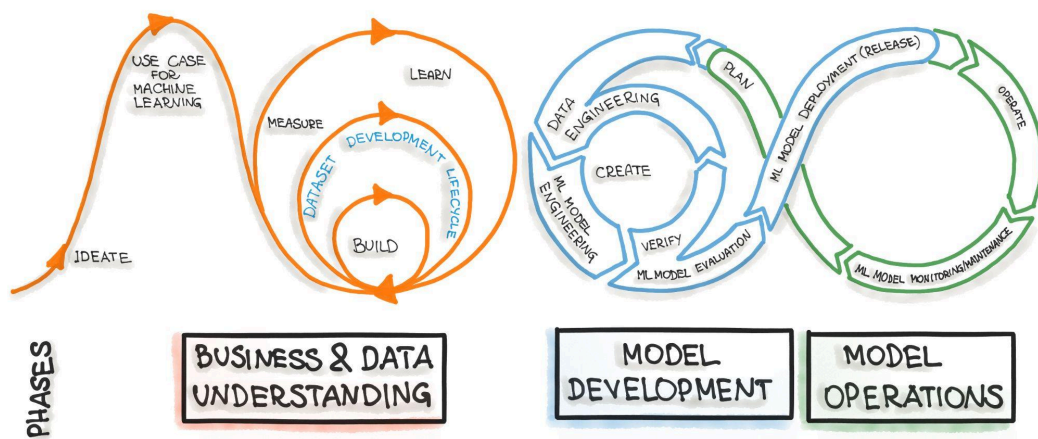 IDEATE
USE CASE
FOR
MACHINE
LEARNING
MEASURE
LEARN
DATASET DEVELOPMENT LIFECYCLE
BUILD
DATA
ENGINEERING
CREATE
ML MODEL
ENGINEERING
VERIFY
ML MODEL EVALUATION
PLAN
ML MODEL DEPLOYMENT (RELEASE)
OPERATE
ML MODEL MONITORING/MAINTENANCE
PHASES
BUSINESS & DATA
UNDERSTANDING
MODEL
DEVELOPMENT
MODEL
OPERATIONS